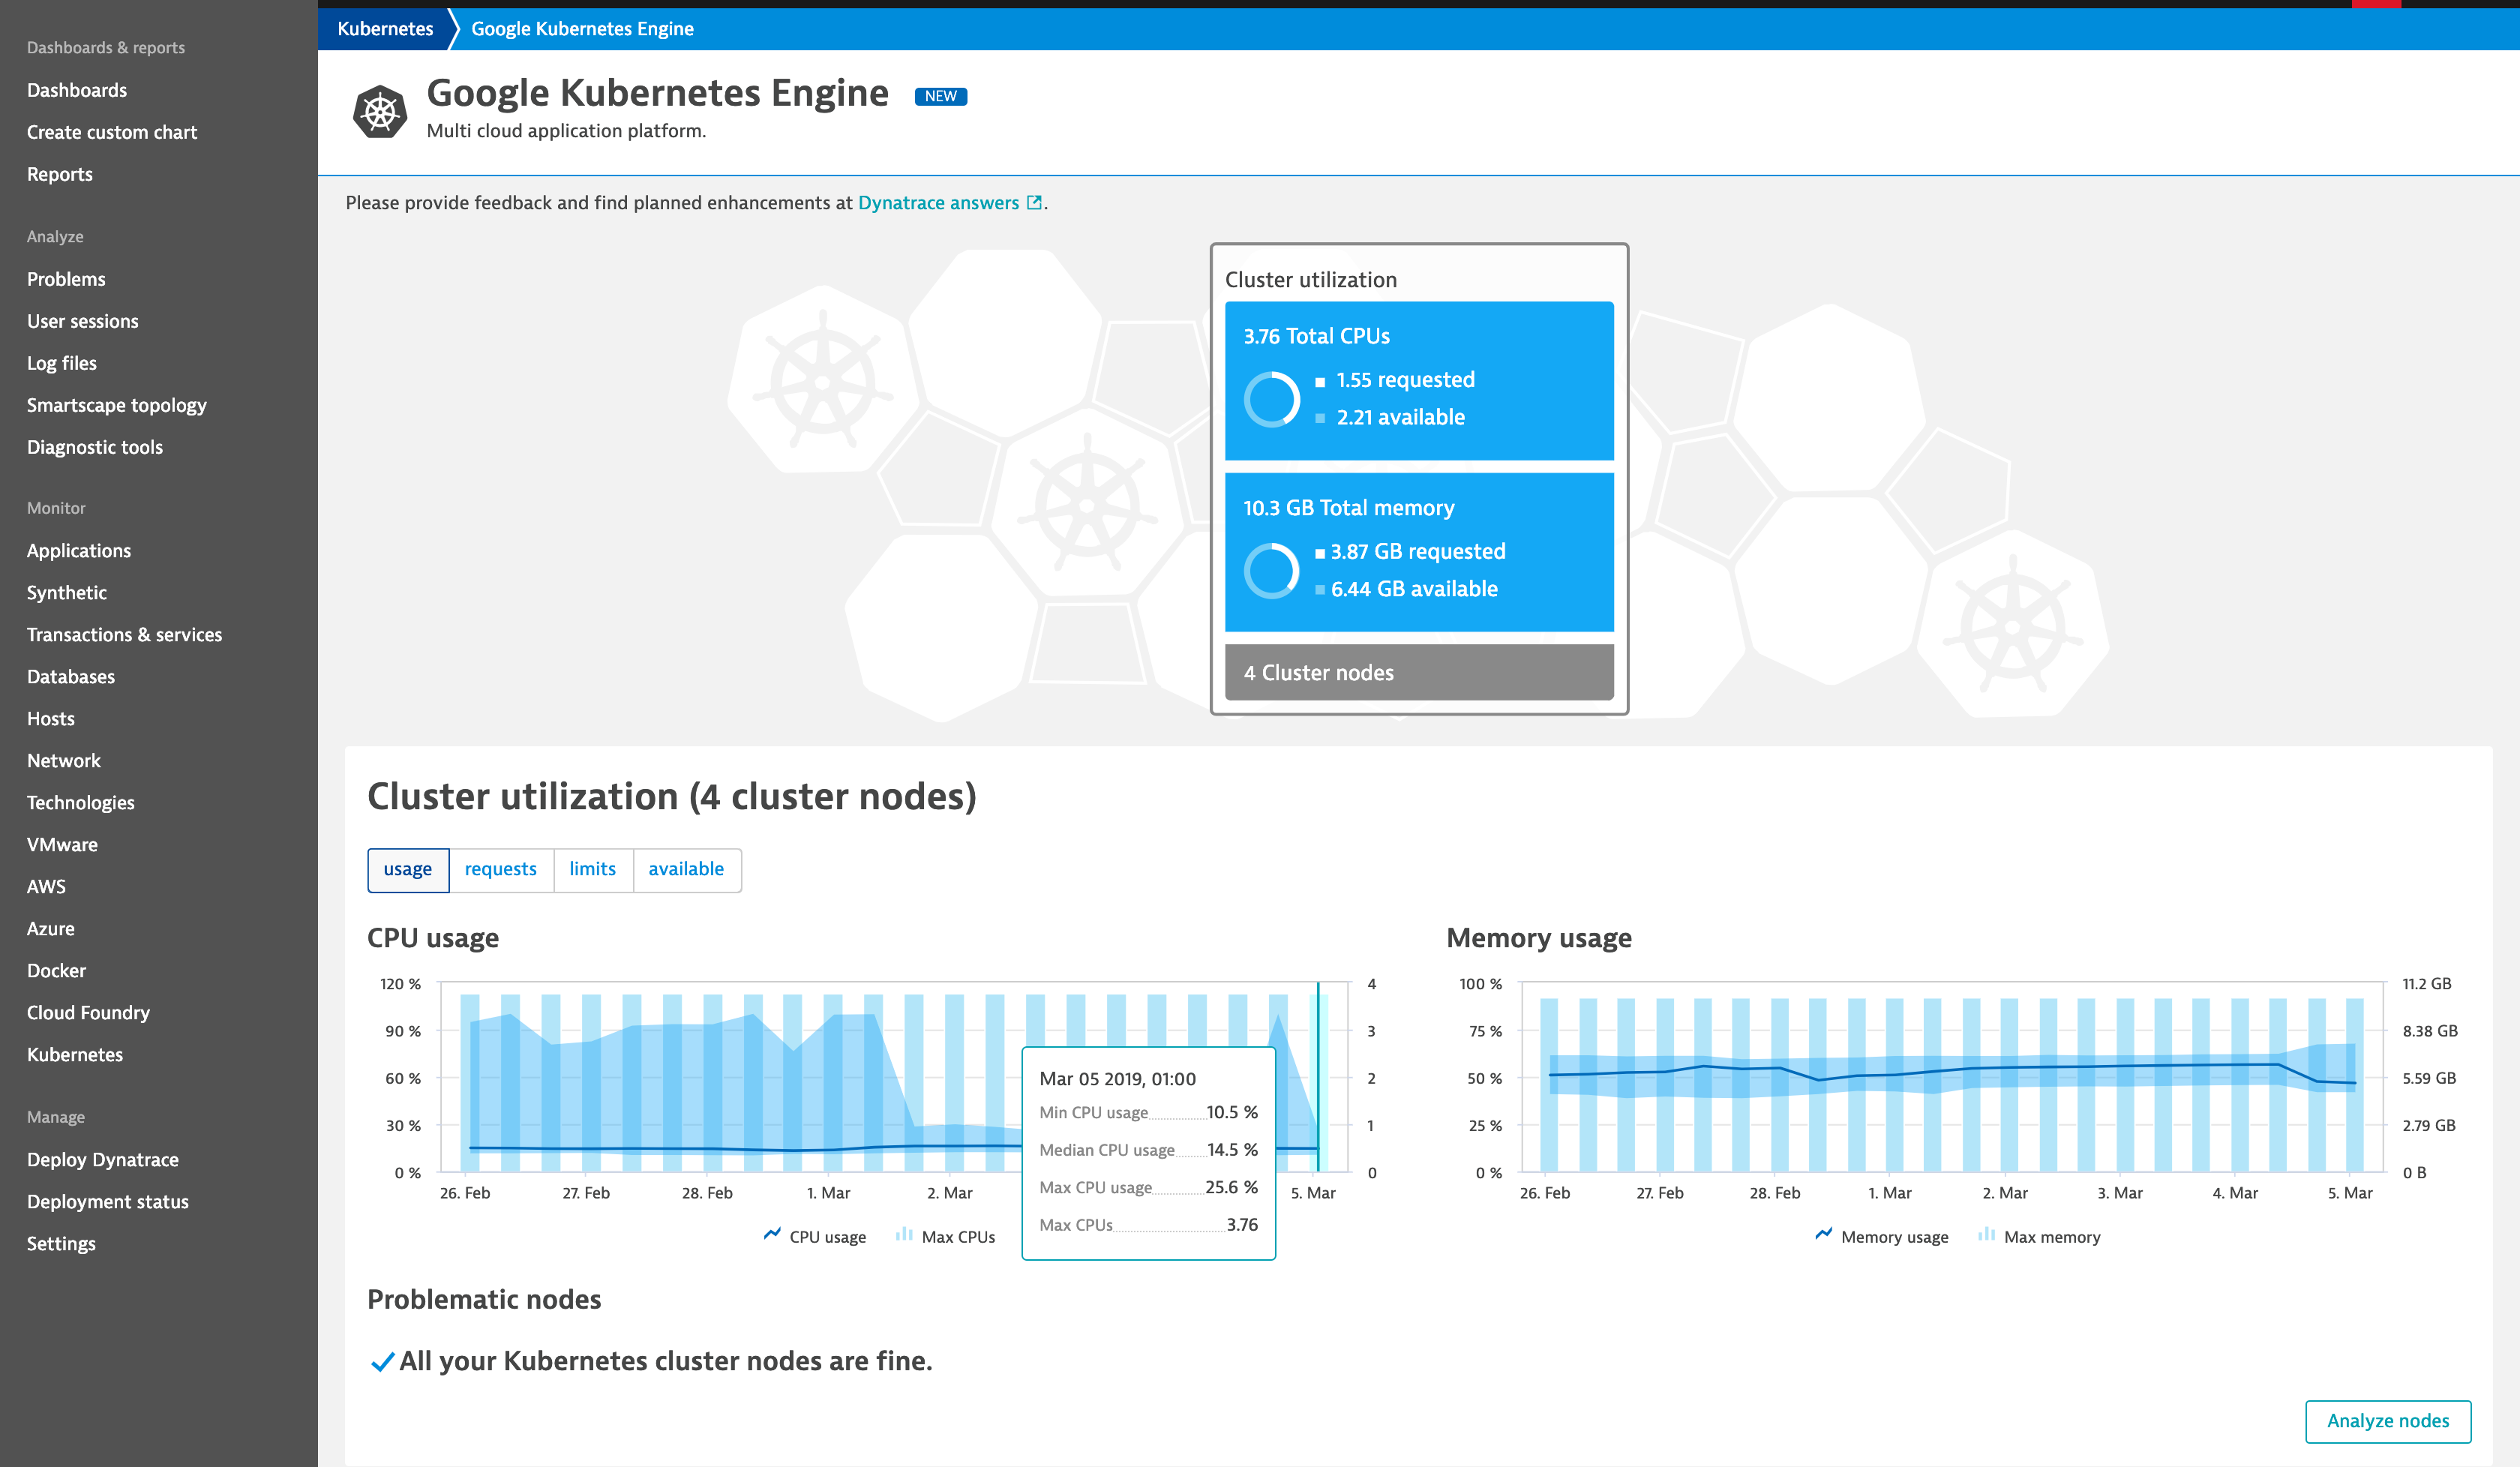 Dashboards & reports
Dashboards
Create custom chart
Reports
Analyze
Problems
User sessions
Log files
Smartscape topology
Diagnostic tools
Monitor
Applications
Synthetic
Transactions & services
Databases
Hosts
Network
Technologies
VMware
AWS
Azure
Docker
Cloud Foundry
Kubernetes
Manage
Deploy Dynatrace
Deployment status
Settings
Kubernetes
Google Kubernetes Engine
Google Kubernetes Engine NEW
Multi cloud application platform.
Please provide feedback and find planned enhancements at Dynatrace answers.
Cluster utilization
3.76 Total CPUs
1.55 requested
2.21 available
10.3 GB Total memory
3.87 GB requested
6.44 GB available
4 Cluster nodes
Cluster utilization (4 cluster nodes)
usage requests limits available
CPU usage
120 % 4
90 % 3
60 % 2
30 % 1
0 % 0
26. Feb 27. Feb 28. Feb 1. Mar 2. Mar 5. Mar
CPU usage Max CPUs
Mar 05 2019, 01:00
Min CPU usage 10.5 %
Median CPU usage 14.5 %
Max CPU usage 25.6 %
Max CPUs 3.76
Memory usage
100 % 11.2 GB
75 % 8.38 GB
50 % 5.59 GB
25 % 2.79 GB
0 % 0 B
26. Feb 27. Feb 28. Feb 1. Mar 2. Mar 3. Mar 4. Mar 5. Mar
Memory usage Max memory
Problematic nodes
All your Kubernetes cluster nodes are fine.
Analyze nodes